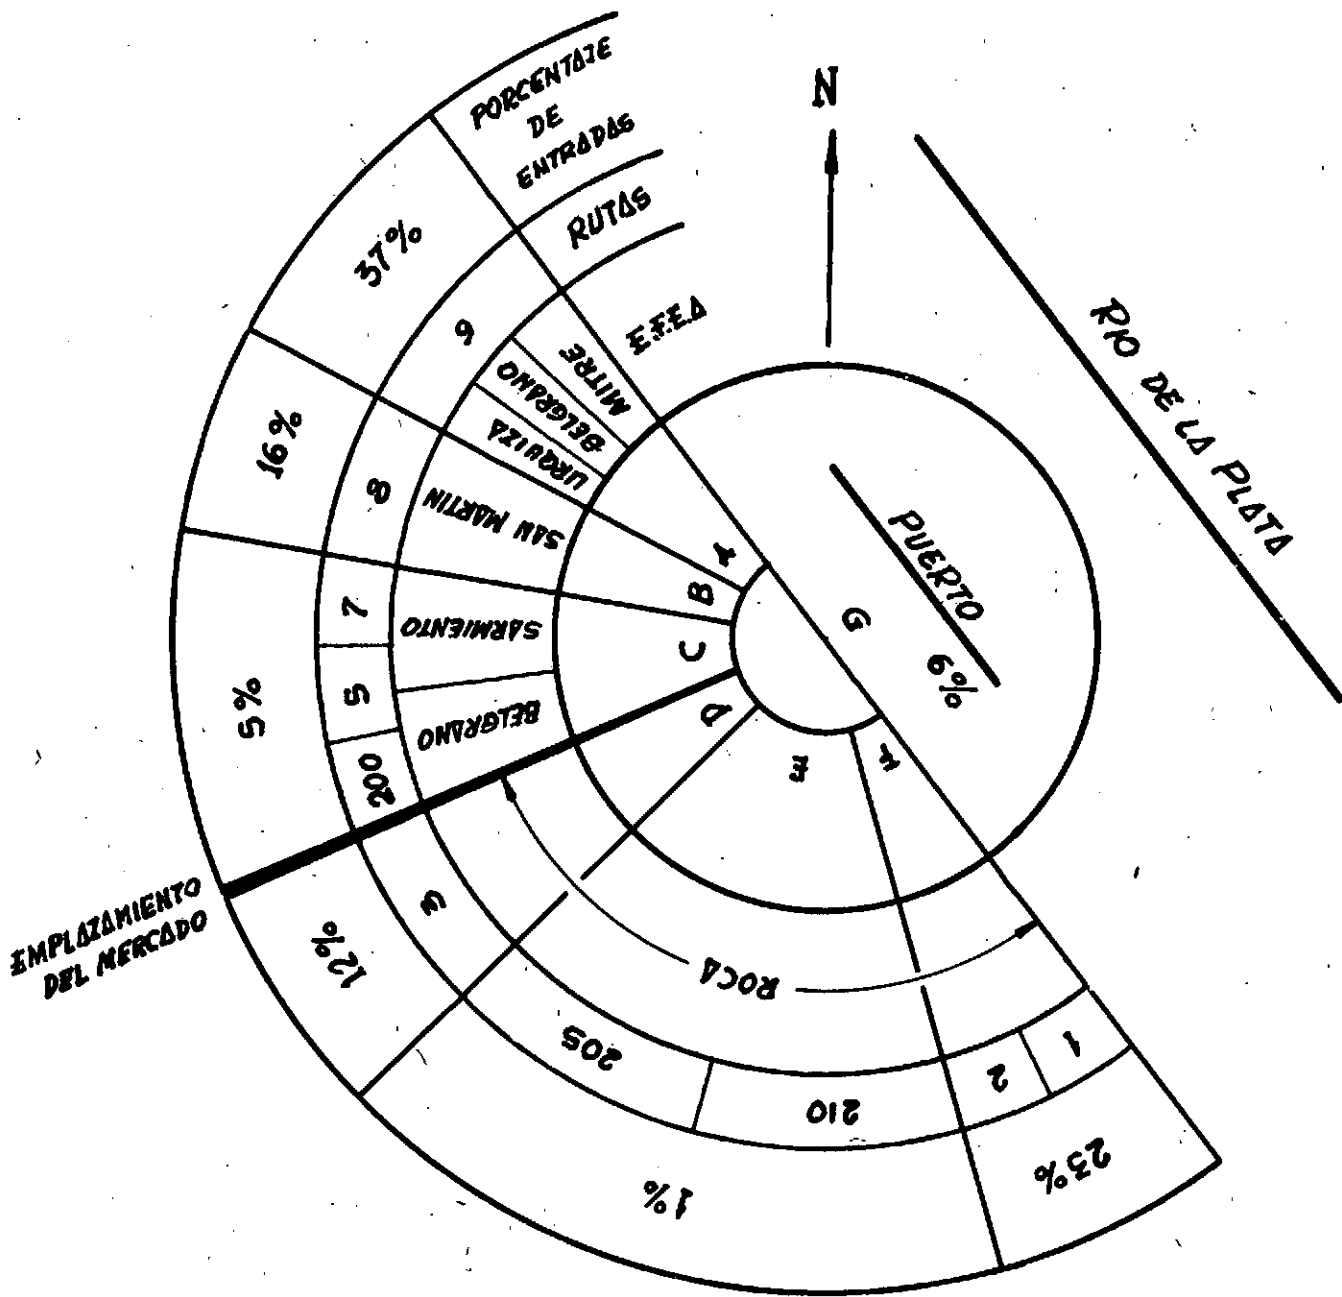 PORCENTAJE
DE
ENTRADAS
RUTAS
E.F.E.A
N
RIO DE LA PLATA
PUERTO
6%
G
37%
9
MITRE
BELGRANO
URQUIZA
A
16%
8
SAN MARTIN
B
5%
7
5
200
SARMIENTO
BELGRANO
C
EMPLAZAMIENTO
DEL MERCADO
12%
3
D
ROCA
1%
205
210
E
23%
2
1
F